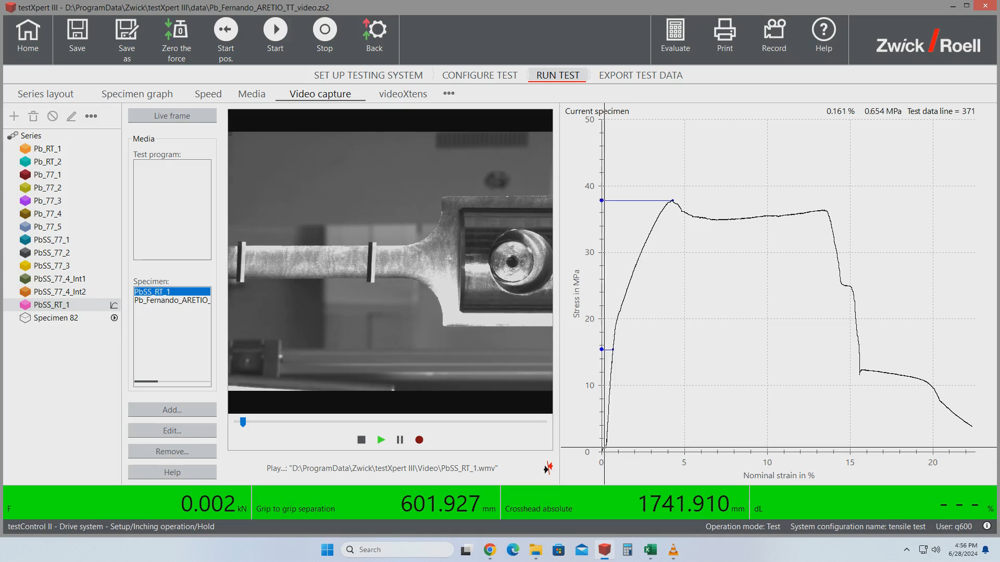 testXpert III - D:\ProgramData\Zwick\testXpert III\data\Pb_Fernando_ARETIO_TT_video.zs2
Home
Save
Save as
Zero the force
Start pos.
Start
Stop
Back
Evaluate
Print
Record
Help
Zwick / Roell
SET UP TESTING SYSTEM
CONFIGURE TEST
RUN TEST
EXPORT TEST DATA
Series layout
Specimen graph
Speed
Media
Video capture
videoXtens
Series
Pb_RT_1
Pb_RT_2
Pb_77_1
Pb_77_2
Pb_77_3
Pb_77_4
Pb_77_5
PbSS_77_1
PbSS_77_2
PbSS_77_3
PbSS_77_4_Int1
PbSS_77_4_Int2
PbSS_RT_1
Specimen 82
Live frame
Media
Test program:
Specimen:
PbSS_RT_1
Pb_Fernando_ARETIO_
Add...
Edit...
Remove...
Help
Play...: "D:\ProgramData\Zwick\testXpert III\Video\PbSS_RT_1.wmv"
Current specimen
0.161 % 0.654 MPa Test data line = 371
50
40
30
20
10
0
Stress in MPa
0 5 10 15 20
Nominal strain in %
F 0.002 kN
Grip to grip separation 601.927 mm
Crosshead absolute 1741.910 mm
dL - - - %
testControl II - Drive system - Setup/Inching operation/Hold
Operation mode: Test System configuration name: tensile test User: q600
Search
4:56 PM
6/28/2024